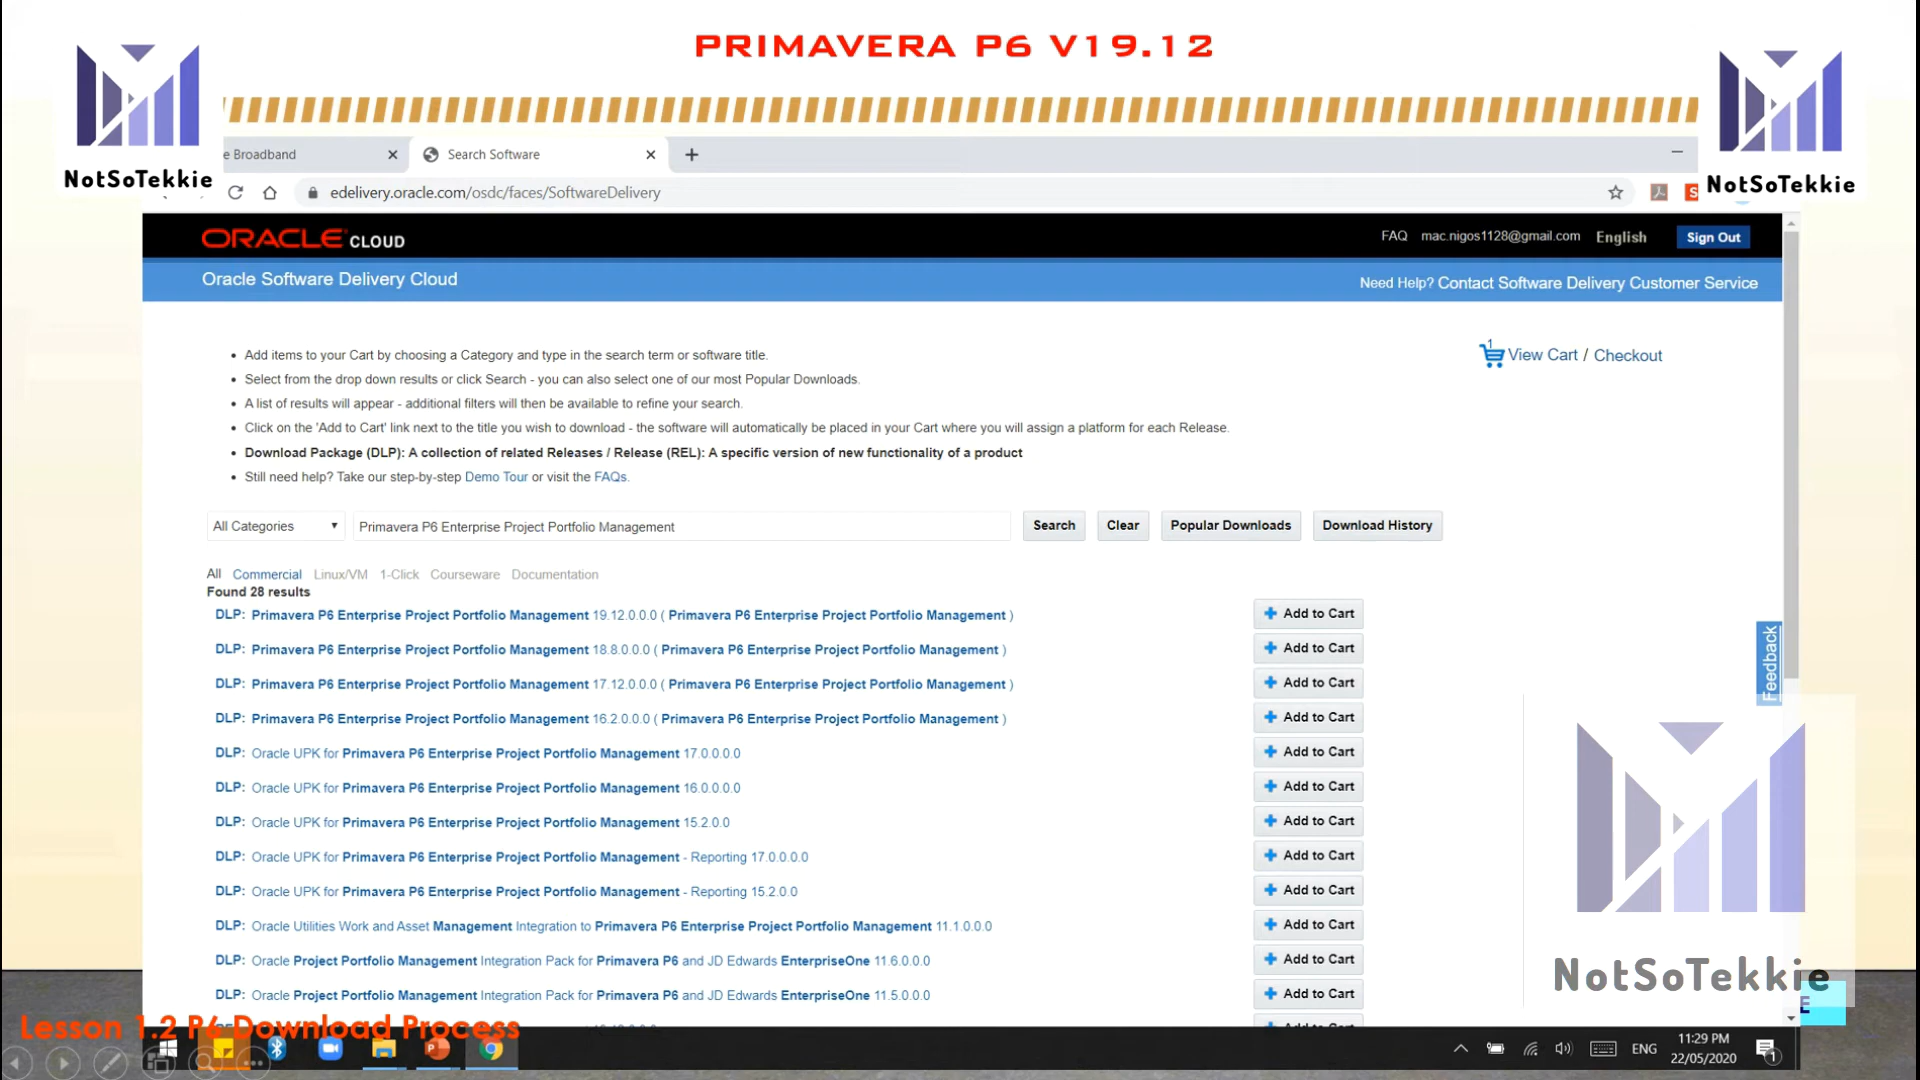 PRIMAVERA P6 V19.12
NotSoTekkie
NotSoTekkie
e Broadband
Search Software
edelivery.oracle.com/osdc/faces/SoftwareDelivery
ORACLE CLOUD
FAQ mac.nigos1128@gmail.com English Sign Out
Oracle Software Delivery Cloud
Need Help? Contact Software Delivery Customer Service
• Add items to your Cart by choosing a Category and type in the search term or software title.
• Select from the drop down results or click Search - you can also select one of our most Popular Downloads.
• A list of results will appear - additional filters will then be available to refine your search.
• Click on the 'Add to Cart' link next to the title you wish to download - the software will automatically be placed in your Cart where you will assign a platform for each Release.
• Download Package (DLP): A collection of related Releases / Release (REL): A specific version of new functionality of a product
• Still need help? Take our step-by-step Demo Tour or visit the FAQs.
1 View Cart / Checkout
All Categories Primavera P6 Enterprise Project Portfolio Management Search Clear Popular Downloads Download History
All Commercial Linux/VM 1-Click Courseware Documentation
Found 28 results
DLP: Primavera P6 Enterprise Project Portfolio Management 19.12.0.0.0 ( Primavera P6 Enterprise Project Portfolio Management ) Add to Cart
DLP: Primavera P6 Enterprise Project Portfolio Management 18.8.0.0.0 ( Primavera P6 Enterprise Project Portfolio Management ) Add to Cart
DLP: Primavera P6 Enterprise Project Portfolio Management 17.12.0.0.0 ( Primavera P6 Enterprise Project Portfolio Management ) Add to Cart
DLP: Primavera P6 Enterprise Project Portfolio Management 16.2.0.0.0 ( Primavera P6 Enterprise Project Portfolio Management ) Add to Cart
DLP: Oracle UPK for Primavera P6 Enterprise Project Portfolio Management 17.0.0.0.0 Add to Cart
DLP: Oracle UPK for Primavera P6 Enterprise Project Portfolio Management 16.0.0.0.0 Add to Cart
DLP: Oracle UPK for Primavera P6 Enterprise Project Portfolio Management 15.2.0.0 Add to Cart
DLP: Oracle UPK for Primavera P6 Enterprise Project Portfolio Management - Reporting 17.0.0.0.0 Add to Cart
DLP: Oracle UPK for Primavera P6 Enterprise Project Portfolio Management - Reporting 15.2.0.0 Add to Cart
DLP: Oracle Utilities Work and Asset Management Integration to Primavera P6 Enterprise Project Portfolio Management 11.1.0.0.0 Add to Cart
DLP: Oracle Project Portfolio Management Integration Pack for Primavera P6 and JD Edwards EnterpriseOne 11.6.0.0.0 Add to Cart
DLP: Oracle Project Portfolio Management Integration Pack for Primavera P6 and JD Edwards EnterpriseOne 11.5.0.0.0 Add to Cart
Feedback
NotSoTekkie
E
Lesson 1.2 P6 Download Process
ENG
11:29 PM
22/05/2020
1